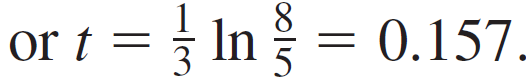 or t = 1/3 ln 8/5 = 0.157.